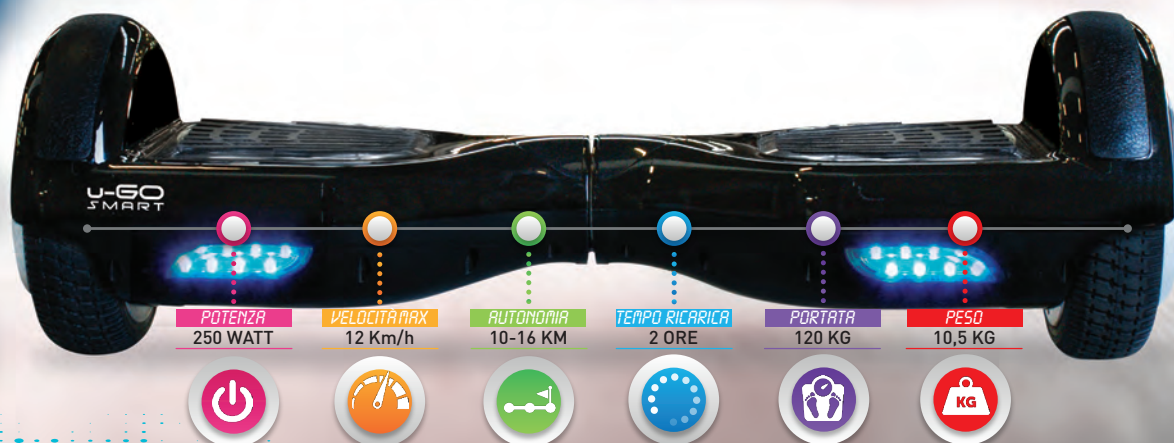 u-GO
SMART
POTENZA
250 WATT
VELOCITÀ MAX
12 Km/h
AUTONOMIA
10-16 KM
TEMPO RICARICA
2 ORE
PORTATA
120 KG
PESO
10,5 KG
KG